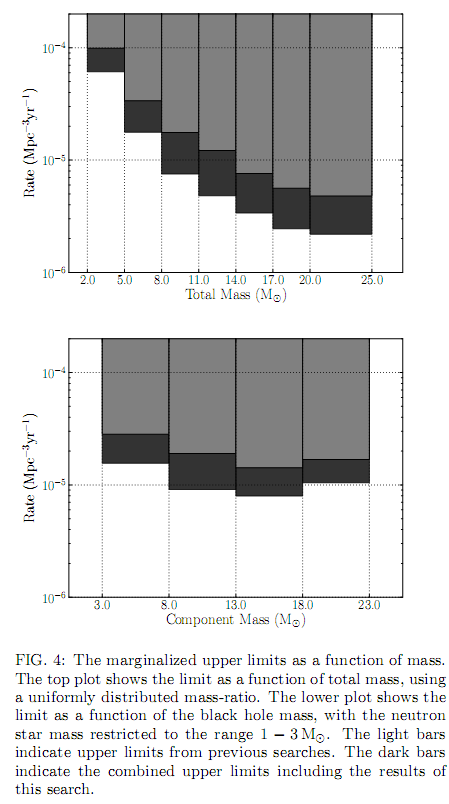 10⁻⁴
10⁻⁵
10⁻⁶
Rate (Mpc⁻³yr⁻¹)
2.0 5.0 8.0 11.0 14.0 17.0 20.0 25.0
Total Mass (M⊙)
10⁻⁴
10⁻⁵
10⁻⁶
Rate (Mpc⁻³yr⁻¹)
3.0 8.0 13.0 18.0 23.0
Component Mass (M⊙)
FIG. 4: The marginalized upper limits as a function of mass.
The top plot shows the limit as a function of total mass, using
a uniformly distributed mass-ratio. The lower plot shows the
limit as a function of the black hole mass, with the neutron
star mass restricted to the range 1 − 3 M⊙. The light bars
indicate upper limits from previous searches. The dark bars
indicate the combined upper limits including the results of
this search.